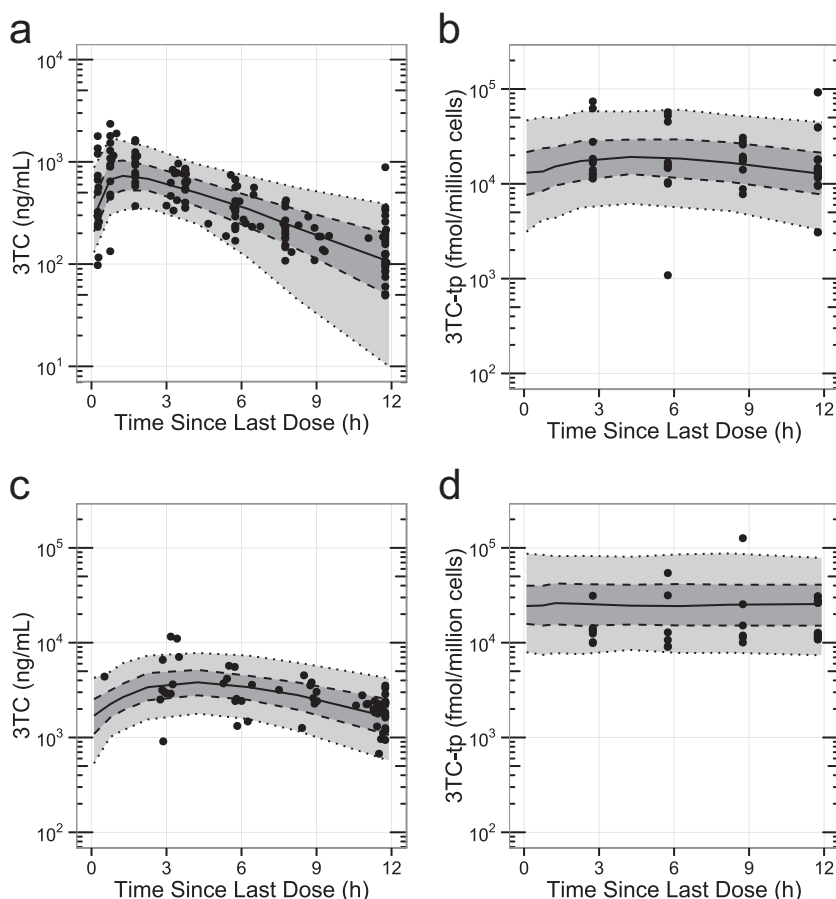 a
10⁴
10³
10²
10¹
3TC (ng/mL)
0 3 6 9 12
Time Since Last Dose (h)
b
10⁵
10⁴
10³
10²
3TC-tp (fmol/million cells)
0 3 6 9 12
Time Since Last Dose (h)
c
10⁵
10⁴
10³
10²
3TC (ng/mL)
0 3 6 9 12
Time Since Last Dose (h)
d
10⁵
10⁴
10³
10²
3TC-tp (fmol/million cells)
0 3 6 9 12
Time Since Last Dose (h)